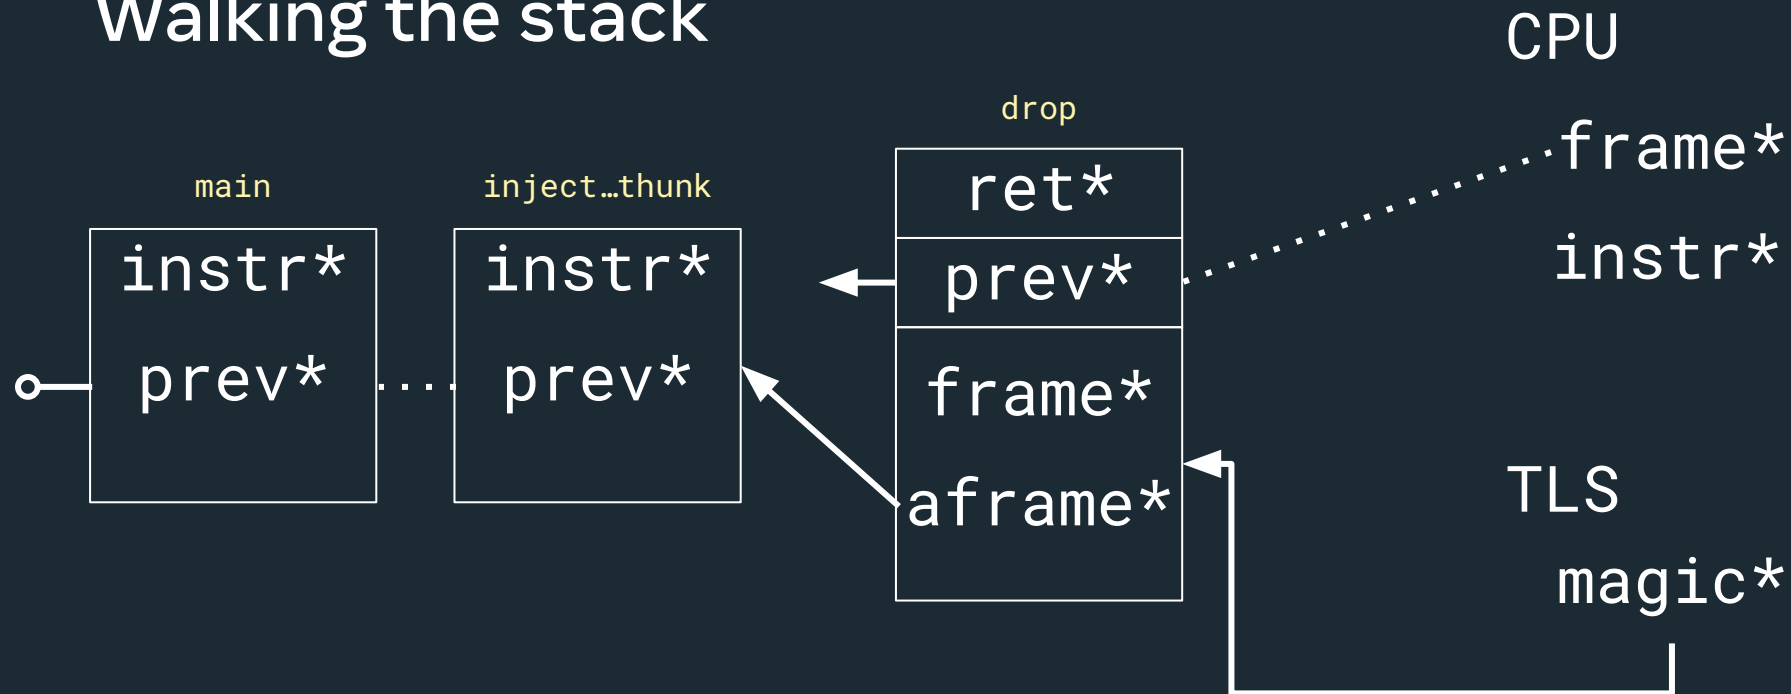 Walking the stack
main
instr*
prev*
inject…thunk
instr*
prev*
drop
ret*
prev*
frame*
aframe*
CPU
frame*
instr*
TLS
magic*